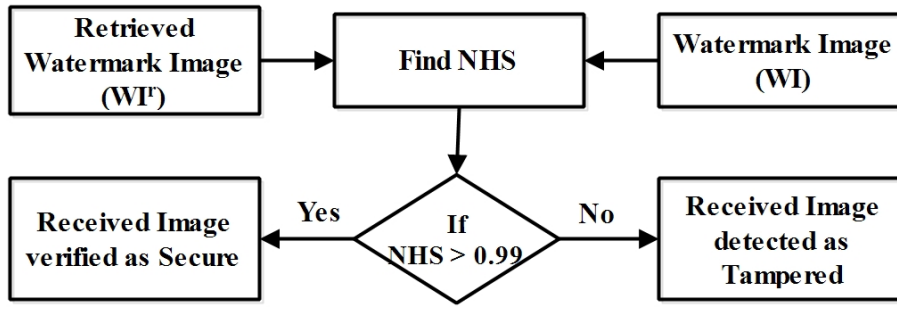 Retrieved
Watermark Image
(WIʳ)
Find NHS
Watermark Image
(WI)
Yes
If
NHS > 0.99
No
Received Image
verified as Secure
Received Image
detected as
Tampered